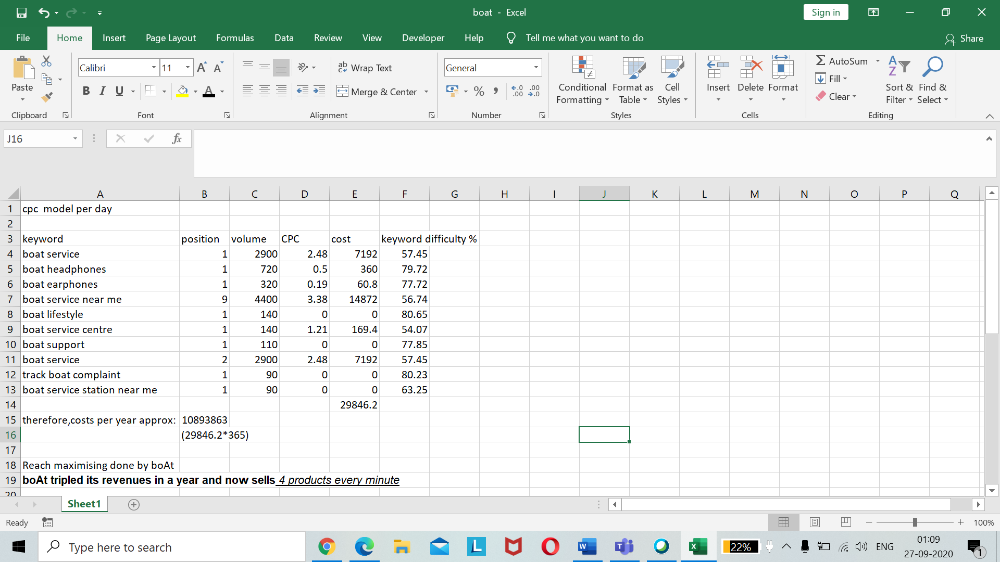 boat - Excel
Sign in
File Home Insert Page Layout Formulas Data Review View Developer Help Tell me what you want to do Share
Calibri 11 A A ab Wrap Text General AutoSum
Paste B I U A Merge & Center % Conditional Formatting Format as Table Cell Styles Insert Delete Format Fill Clear Sort & Filter Find & Select
Clipboard Font Alignment Number Styles Cells Editing
J16 fx
A B C D E F G H I J K L M N O P Q
1 cpc model per day
2
3 keyword position volume CPC cost keyword difficulty %
4 boat service 1 2900 2.48 7192 57.45
5 boat headphones 1 720 0.5 360 79.72
6 boat earphones 1 320 0.19 60.8 77.72
7 boat service near me 9 4400 3.38 14872 56.74
8 boat lifestyle 1 140 0 0 80.65
9 boat service centre 1 140 1.21 169.4 54.07
10 boat support 1 110 0 0 77.85
11 boat service 2 2900 2.48 7192 57.45
12 track boat complaint 1 90 0 0 80.23
13 boat service station near me 1 90 0 0 63.25
14 29846.2
15 therefore,costs per year approx: 10893863
16 (29846.2*365)
17
18 Reach maximising done by boAt
19 boAt tripled its revenues in a year and now sells 4 products every minute
20
Sheet1
Ready 100%
Type here to search 22% ENG 01:09
27-09-2020 1